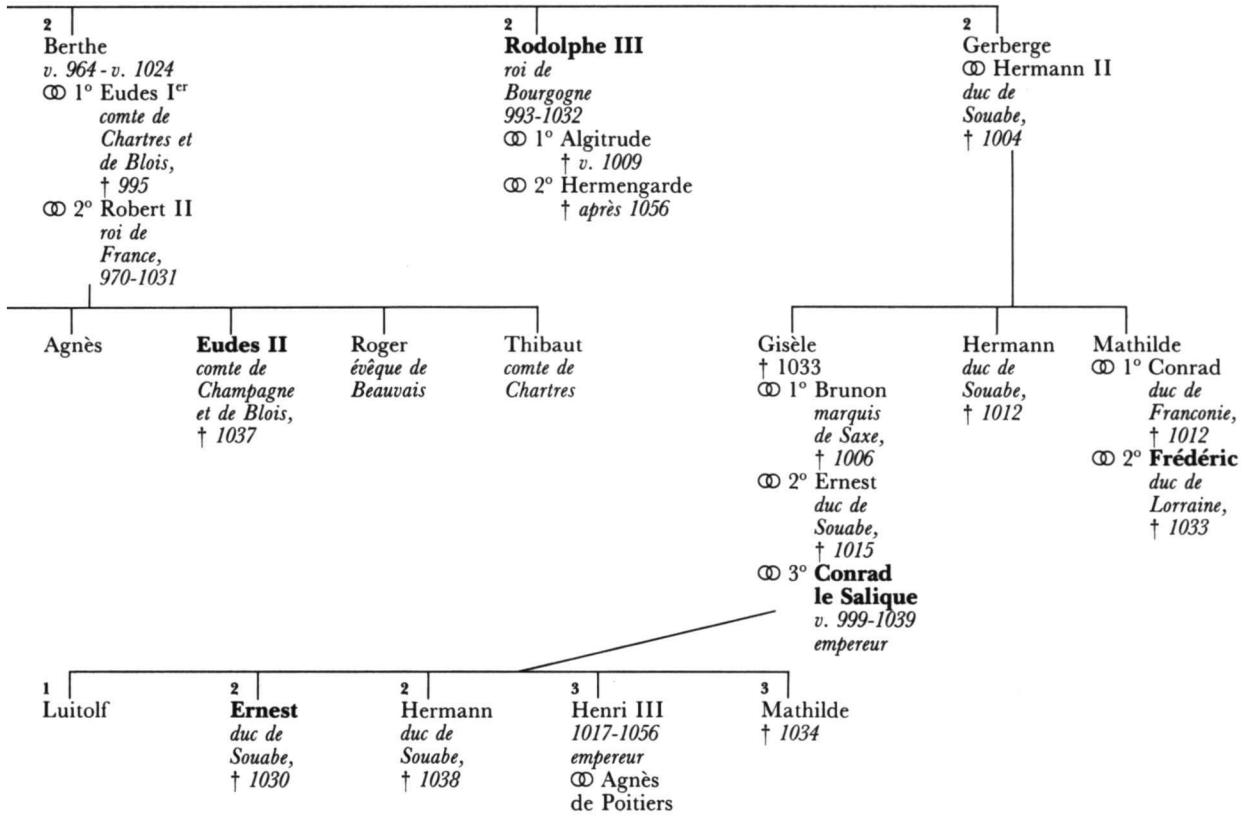 2
Berthe
v. 964 - v. 1024
⚭ 1° Eudes Ier
comte de
Chartres et
de Blois,
† 995
⚭ 2° Robert II
roi de
France,
970-1031
2
Rodolphe III
roi de
Bourgogne
993-1032
⚭ 1° Algitrude
† v. 1009
⚭ 2° Hermengarde
† après 1056
2
Gerberge
⚭ Hermann II
duc de
Souabe,
† 1004
Agnès
Eudes II
comte de
Champagne
et de Blois,
† 1037
Roger
évêque de
Beauvais
Thibaut
comte de
Chartres
Gisèle
† 1033
⚭ 1° Brunon
marquis
de Saxe,
† 1006
⚭ 2° Ernest
duc de
Souabe,
† 1015
⚭ 3° Conrad
le Salique
v. 999-1039
empereur
Hermann
duc de
Souabe,
† 1012
Mathilde
⚭ 1° Conrad
duc de
Franconie,
† 1012
⚭ 2° Frédéric
duc de
Lorraine,
† 1033
1
Luitolf
2
Ernest
duc de
Souabe,
† 1030
2
Hermann
duc de
Souabe,
† 1038
3
Henri III
1017-1056
empereur
⚭ Agnès
de Poitiers
3
Mathilde
† 1034